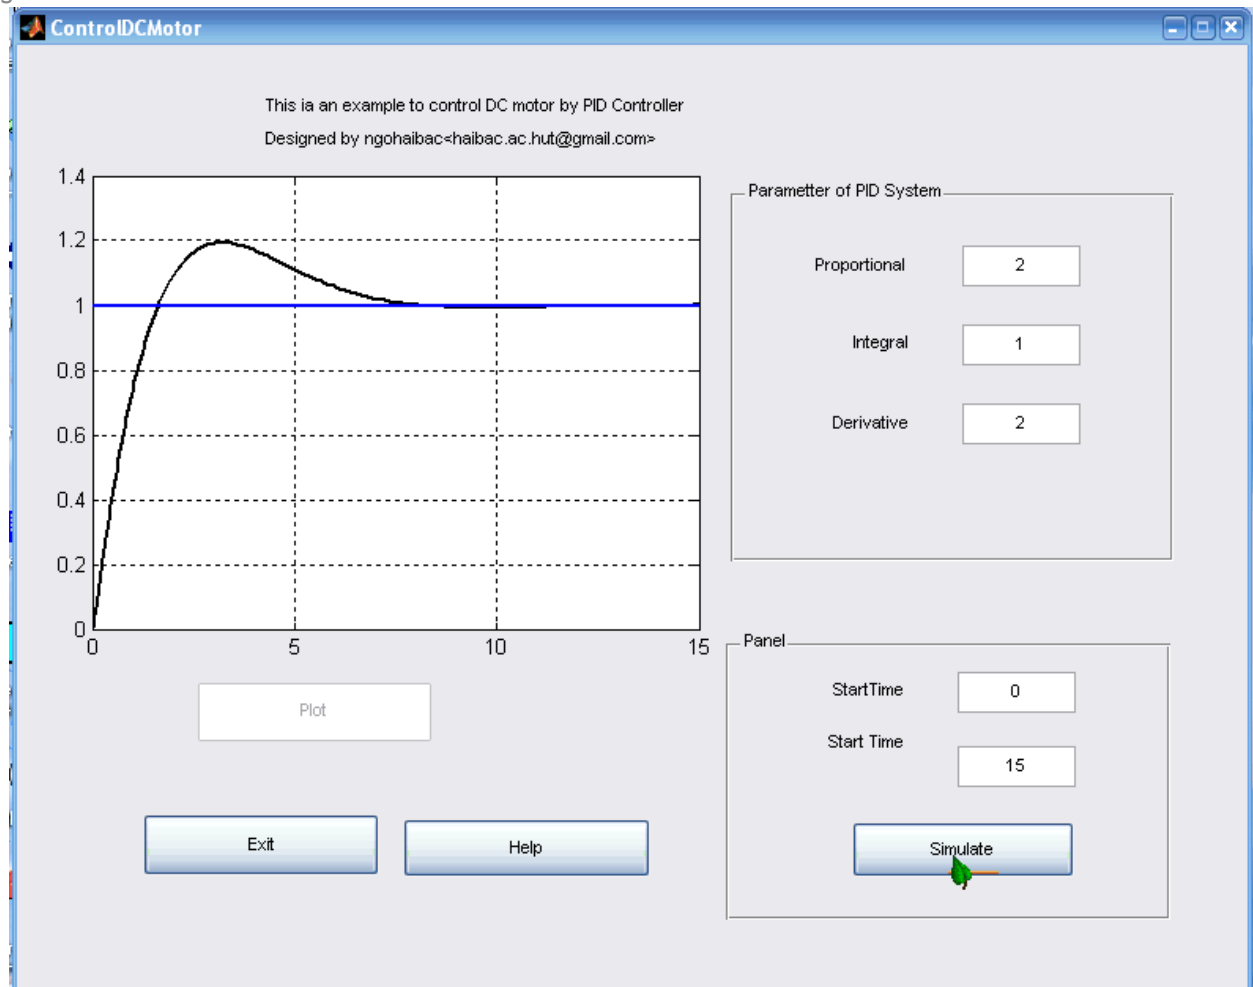 ControlDCMotor
This ia an example to control DC motor by PID Controller
Designed by ngohaibac<haibac.ac.hut@gmail.com>
1.4
1.2
1
0.8
0.6
0.4
0.2
0
0 5 10 15
Plot
Exit
Help
Parametter of PID System
Proportional 2
Integral 1
Derivative 2
Panel
StartTime 0
Start Time 15
Simulate